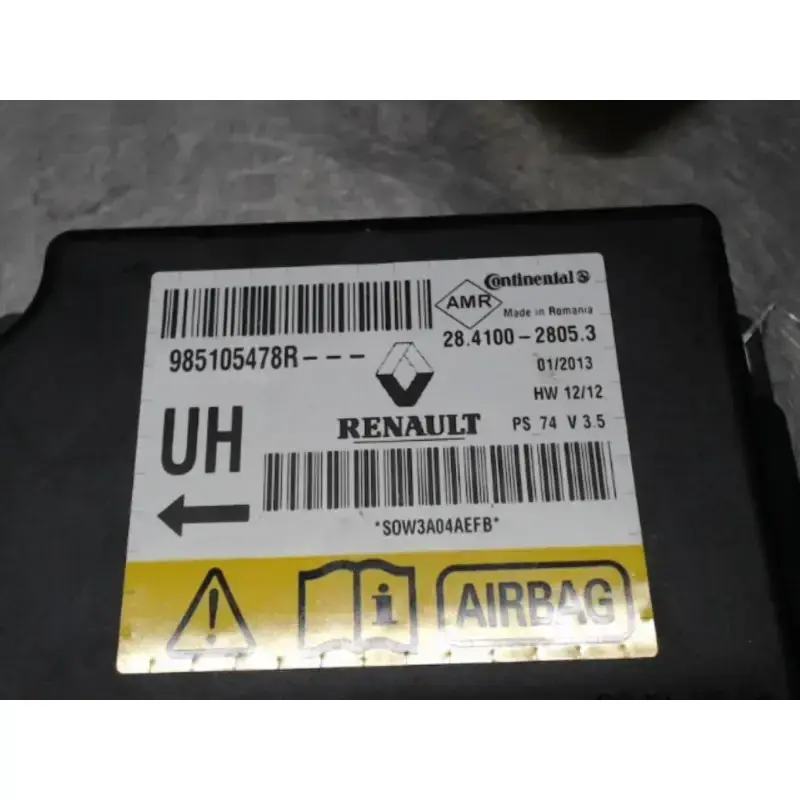 Continental
AMR
Made in Romania
985105478R---
28.4100-2805.3
01/2013
HW 12/12
RENAULT
PS 74 V 3.5
UH
*S0W3A04AEFB*
i
AIRBAG